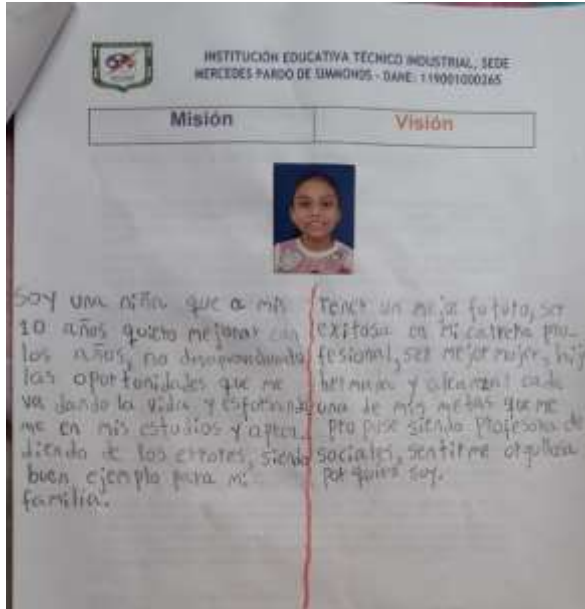 INSTITUCIÓN EDUCATIVA TÉCNICO INDUSTRIAL, SEDE
MERCEDES PARDO DE SIMMONDS - DANE: 119001000265
Misión
Visión
Soy una niña que a mis
10 años quiero mejorar con
los años, no desaprovechando
las oportunidades que me
va dando la vida, y esforzando
me en mis estudios y apren
diendo de los errores, siendo
buen ejemplo para mi
familia.
Tener un mejor futuro, ser
exitosa en mi carrera pro-
fesional, ser mejor mujer, hij
hermana y alcanzar cada
una de mis metas que me
propuse siendo profesora de
sociales, sentirme orgullosa
por quien soy.